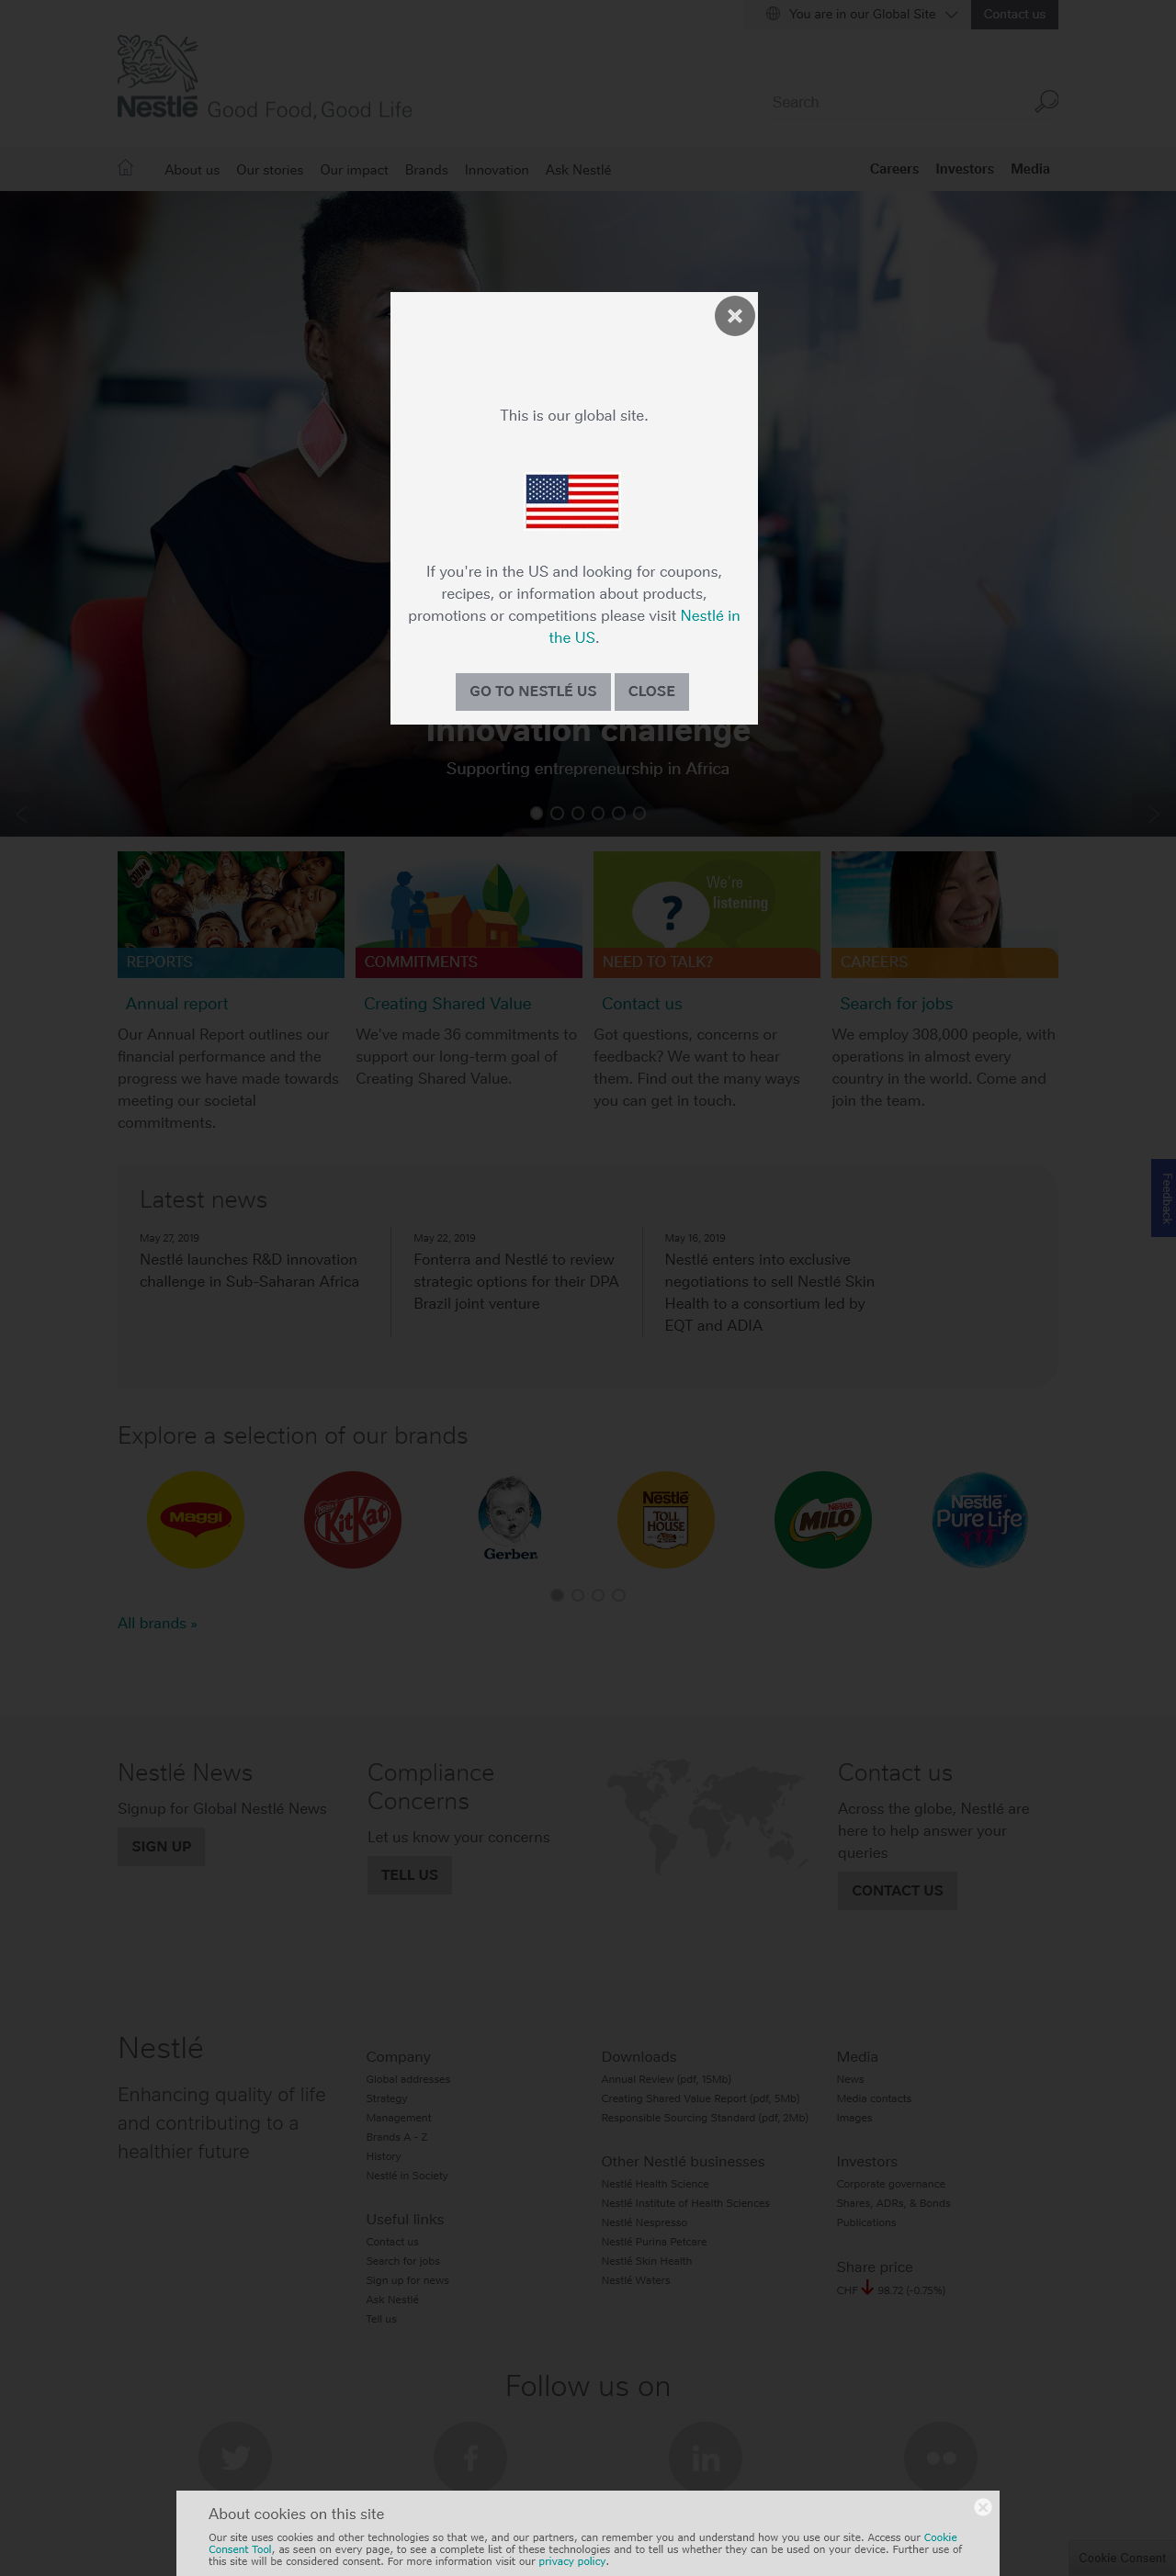 You are in our Global Site
Contact us
Nestlé Good Food, Good Life
Search
About us Our stories Our impact Brands Innovation Ask Nestlé
Careers Investors Media
This is our global site.
If you're in the US and looking for coupons,
recipes, or information about products,
promotions or competitions please visit Nestlé in
the US.
GO TO NESTLÉ US
CLOSE
innovation challenge
Supporting entrepreneurship in Africa
REPORTS
Annual report
Our Annual Report outlines our
financial performance and the
progress we have made towards
meeting our societal
commitments.
COMMITMENTS
Creating Shared Value
We've made 36 commitments to
support our long-term goal of
Creating Shared Value.
We're
listening
?
NEED TO TALK?
Contact us
Got questions, concerns or
feedback? We want to hear
them. Find out the many ways
you can get in touch.
CAREERS
Search for jobs
We employ 308,000 people, with
operations in almost every
country in the world. Come and
join the team.
Feedback
Latest news
May 27, 2019
Nestlé launches R&D innovation
challenge in Sub-Saharan Africa
May 22, 2019
Fonterra and Nestlé to review
strategic options for their DPA
Brazil joint venture
May 16, 2019
Nestlé enters into exclusive
negotiations to sell Nestlé Skin
Health to a consortium led by
EQT and ADIA
Explore a selection of our brands
Maggi
KitKat
Gerber
Nestlé
TOLL
HOUSE
Nestlé
MILO
Nestlé
Pure Life
All brands »
Nestlé News
Signup for Global Nestlé News
SIGN UP
Compliance
Concerns
Let us know your concerns
TELL US
Contact us
Across the globe, Nestlé are
here to help answer your
queries
CONTACT US
Nestlé
Enhancing quality of life
and contributing to a
healthier future
Company
Global addresses
Strategy
Management
Brands A - Z
History
Nestlé in Society
Useful links
Contact us
Search for jobs
Sign up for news
Ask Nestlé
Tell us
Downloads
Annual Review (pdf, 15Mb)
Creating Shared Value Report (pdf, 5Mb)
Responsible Sourcing Standard (pdf, 2Mb)
Other Nestlé businesses
Nestlé Health Science
Nestlé Institute of Health Sciences
Nestlé Nespresso
Nestlé Purina Petcare
Nestlé Skin Health
Nestlé Waters
Media
News
Media contacts
Images
Investors
Corporate governance
Shares, ADRs, & Bonds
Publications
Share price
CHF 98.72 (-0.75%)
Follow us on
About cookies on this site
Our site uses cookies and other technologies so that we, and our partners, can remember you and understand how you use our site. Access our Cookie
Consent Tool, as seen on every page, to see a complete list of these technologies and to tell us whether they can be used on your device. Further use of
this site will be considered consent. For more information visit our privacy policy.
Cookie Consent